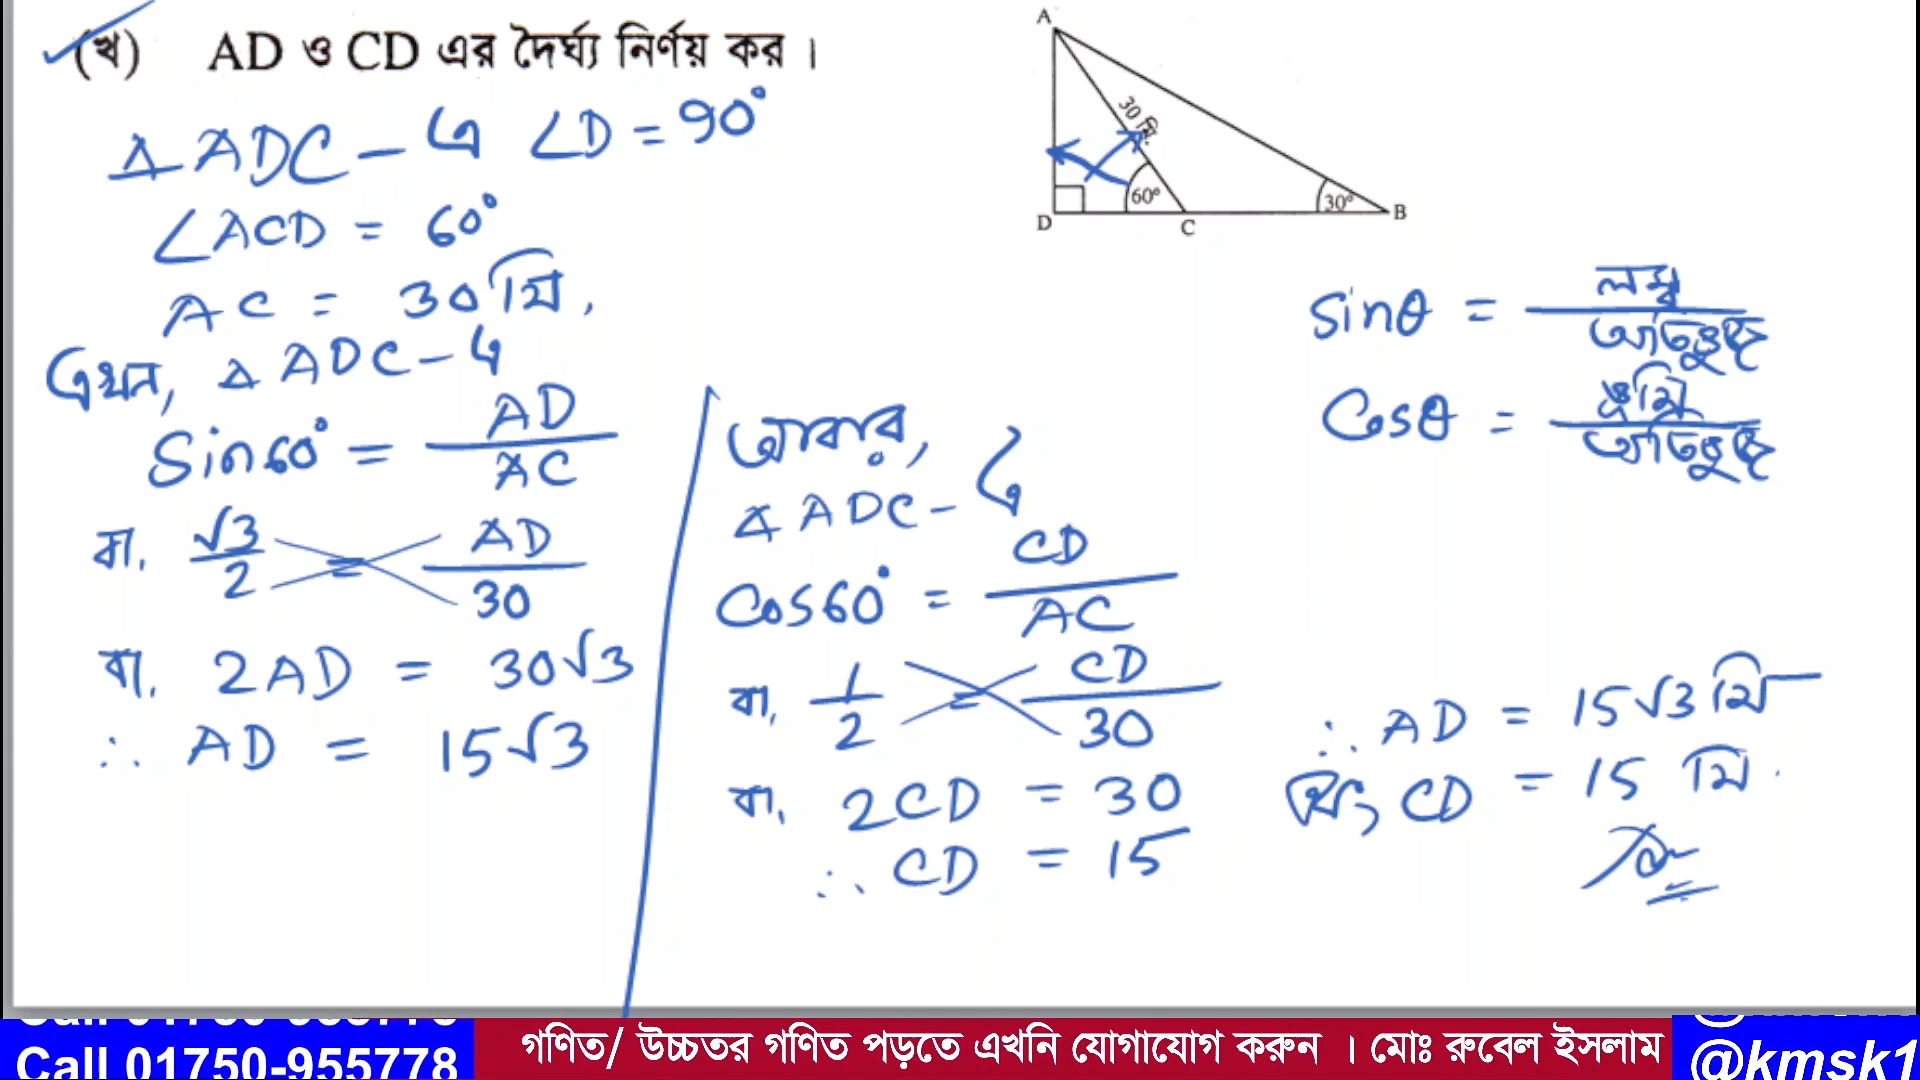 (খ) AD ও CD এর দৈর্ঘ্য নির্ণয় কর ।
A
30 মি.
60°
30°
D
C
B
△ADC - এ ∠D = 90°
∠ACD = 60°
AC = 30 মি.
এখন, △ADC - এ
Sin60° = AD/AC
বা, √3/2 = AD/30
বা, 2AD = 30√3
∴ AD = 15√3
আবার,
△ADC - এ
Cos60° = CD/AC
বা, 1/2 = CD/30
বা, 2CD = 30
∴ CD = 15
sinθ = লম্ব/অতিভুজ
Cosθ = ভূমি/অতিভুজ
∴ AD = 15√3 মি
এবং, CD = 15 মি.
Call 01750-955778
গণিত/ উচ্চতর গণিত পড়তে এখনি যোগাযোগ করুন । মোঃ রুবেল ইসলাম
@kmsk1